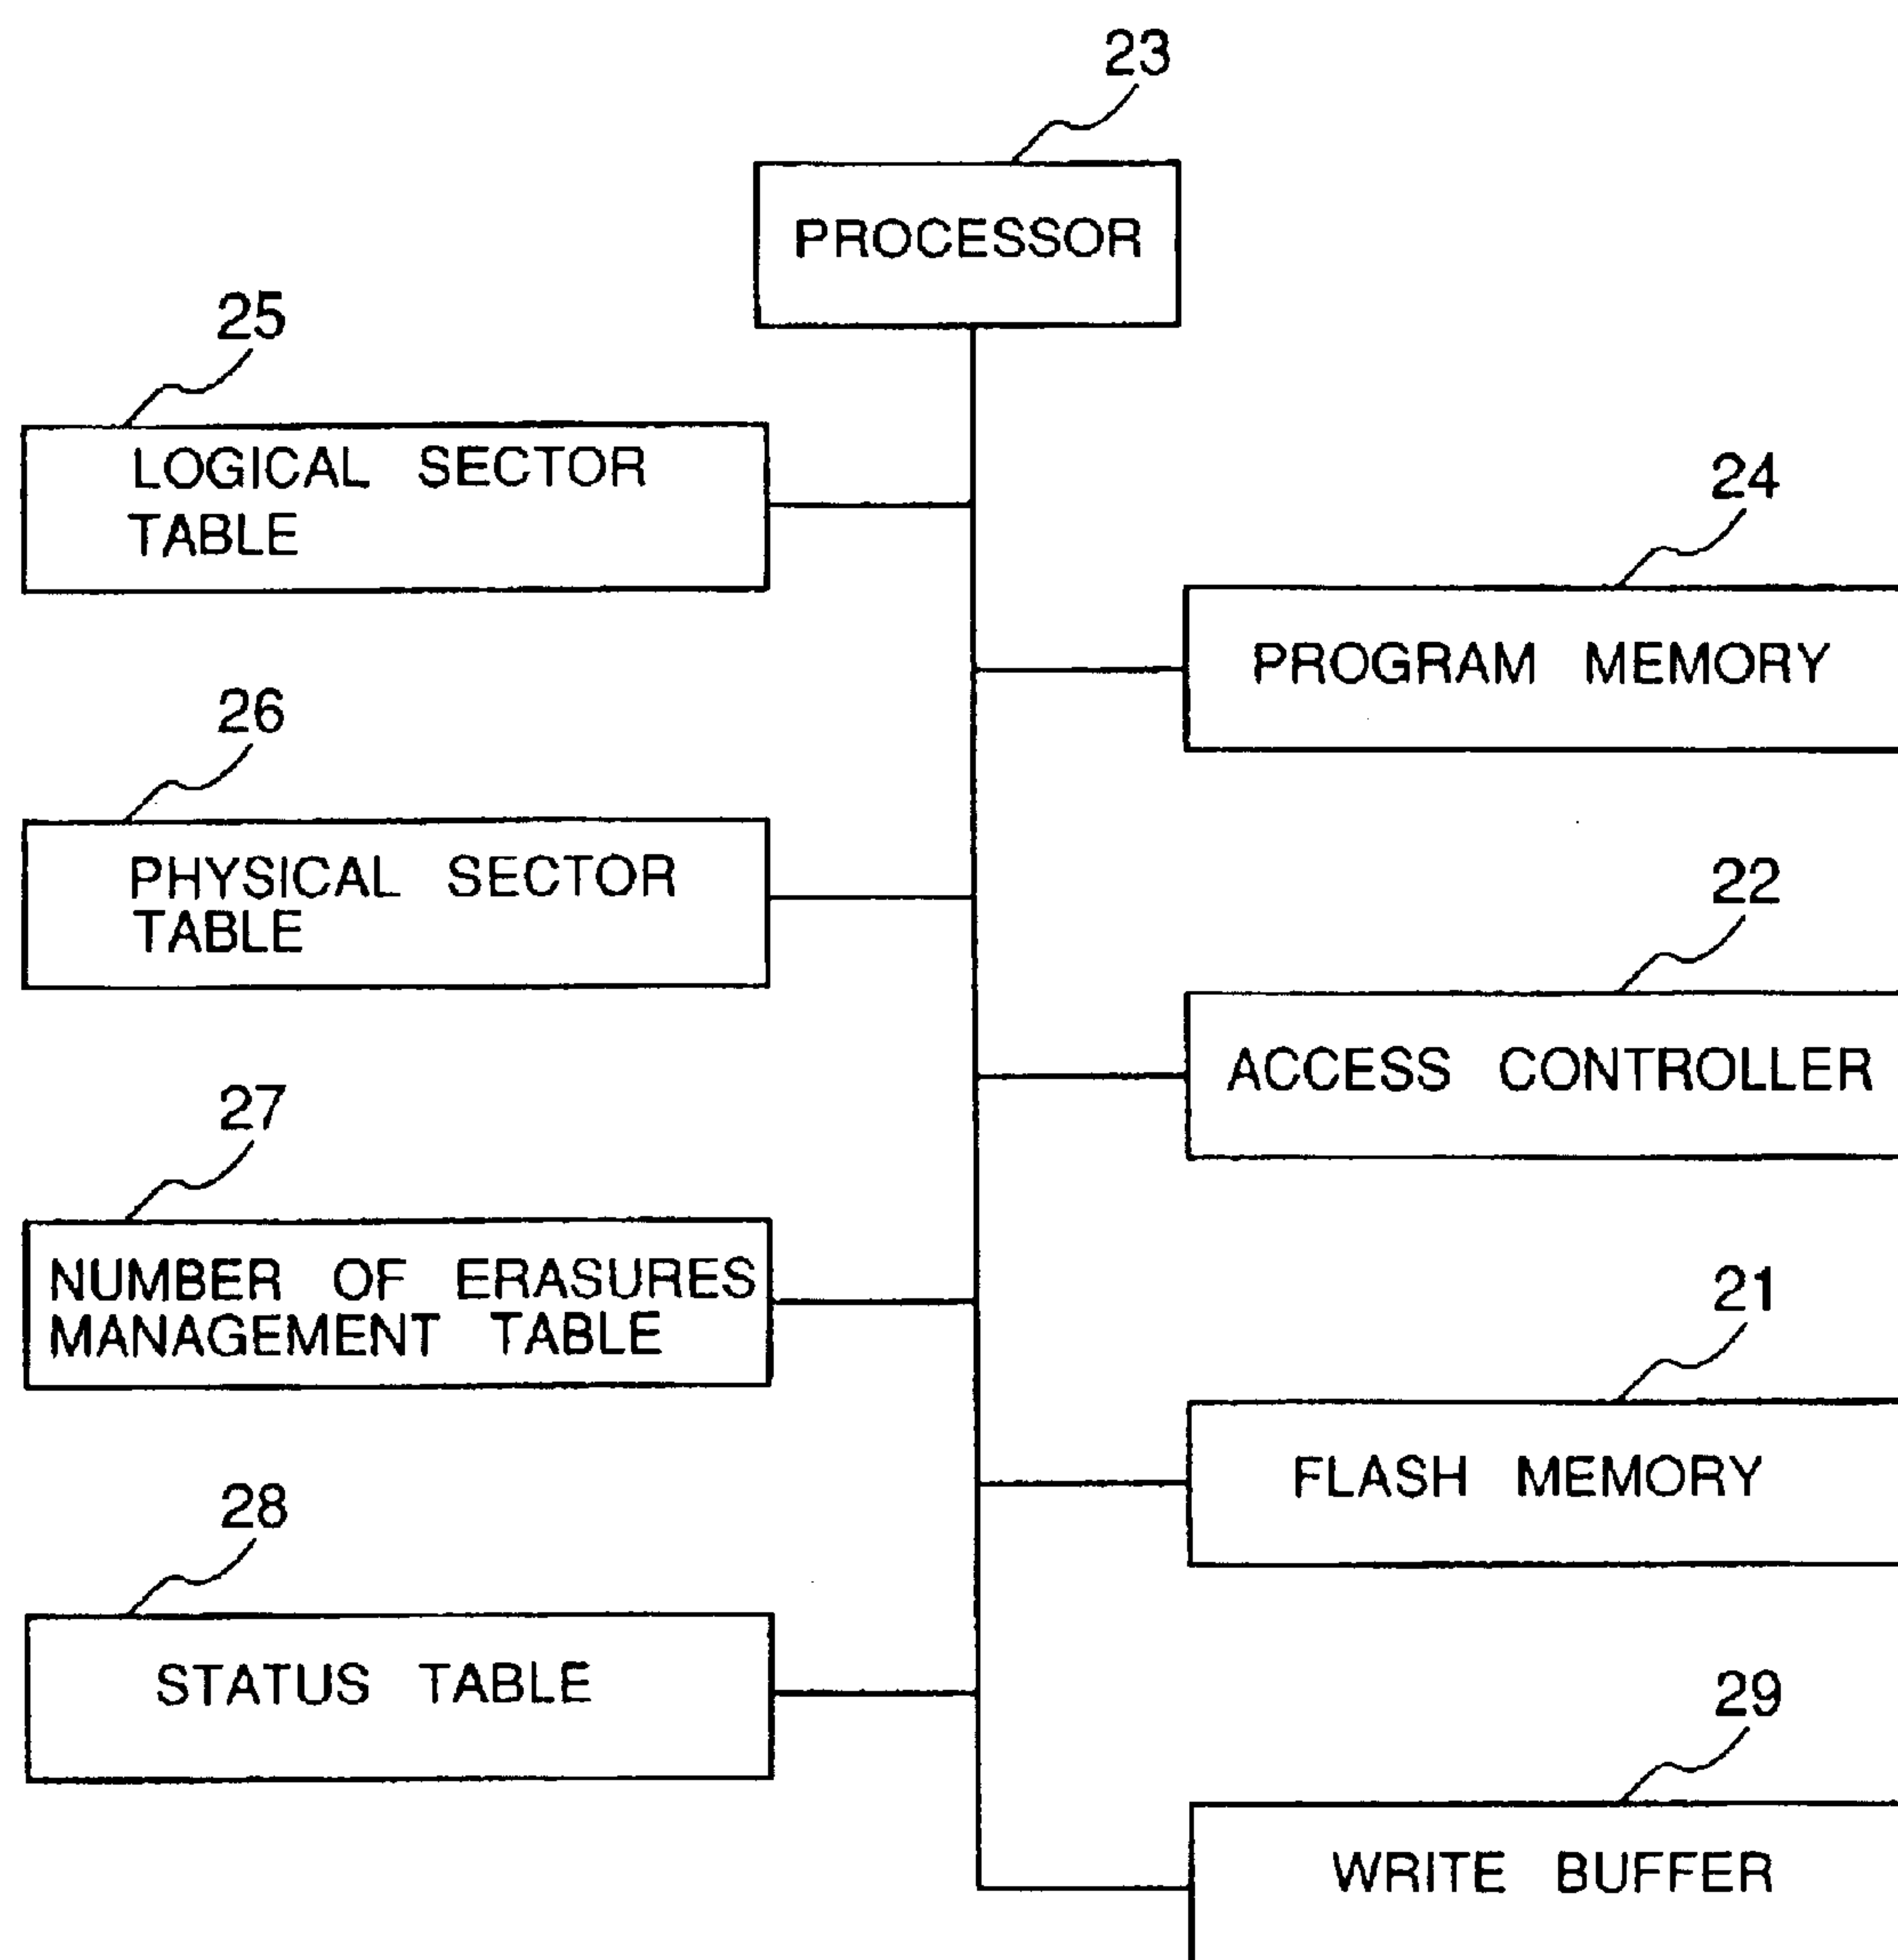 23
PROCESSOR
25
LOGICAL SECTOR
TABLE
24
PROGRAM MEMORY
26
PHYSICAL SECTOR
TABLE
22
ACCESS CONTROLLER
27
NUMBER OF ERASURES
MANAGEMENT TABLE
21
FLASH MEMORY
28
STATUS TABLE
29
WRITE BUFFER